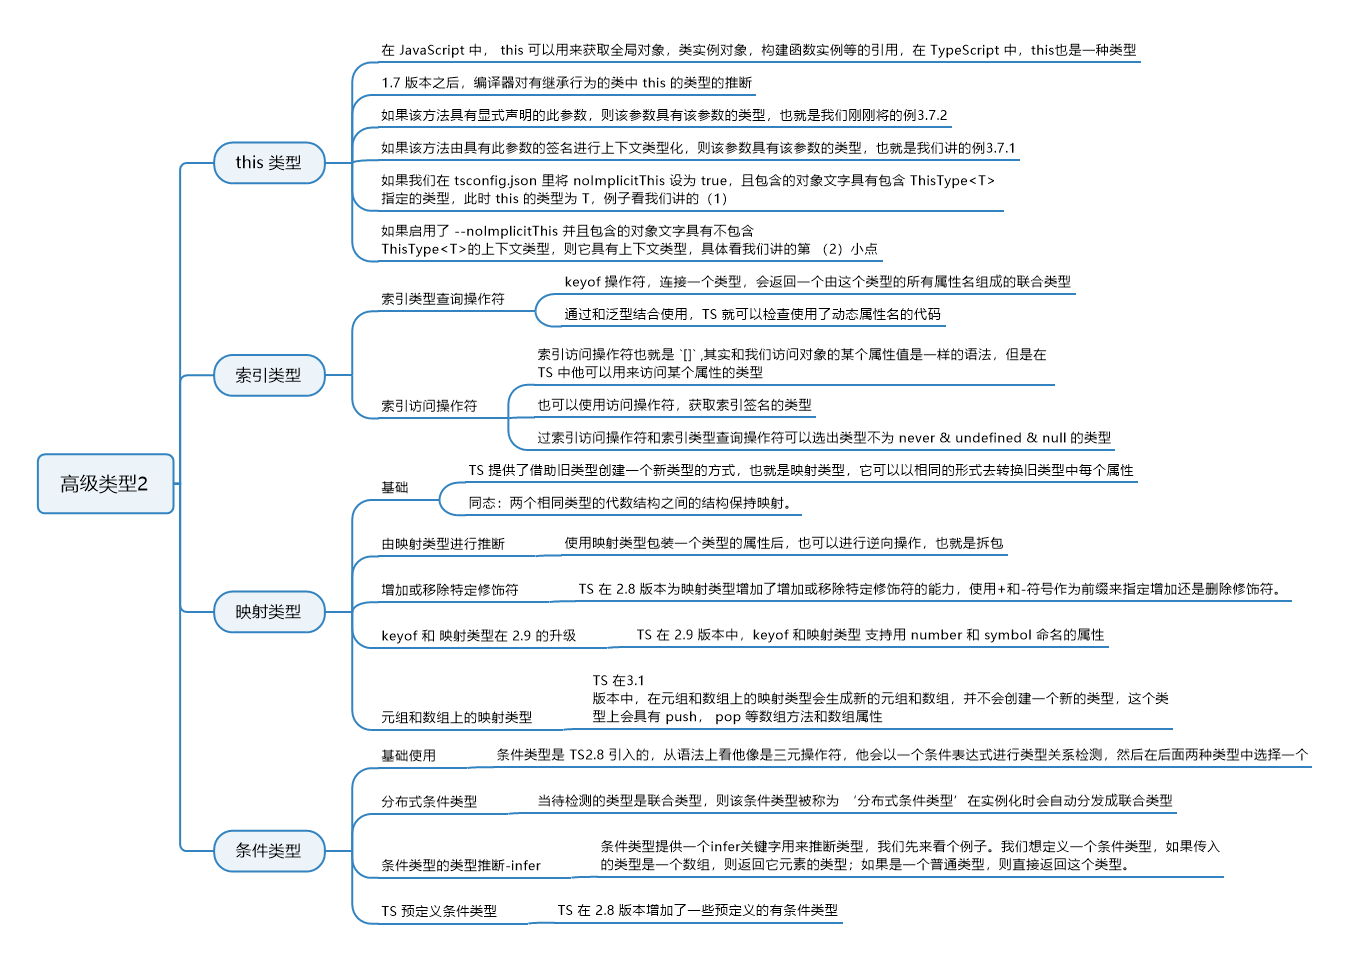 高级类型2
this 类型
在 JavaScript 中， this 可以用来获取全局对象，类实例对象，构建函数实例等的引用，在 TypeScript 中，this也是一种类型
1.7 版本之后，编译器对有继承行为的类中 this 的类型的推断
如果该方法具有显式声明的此参数，则该参数具有该参数的类型，也就是我们刚刚将的例3.7.2
如果该方法由具有此参数的签名进行上下文类型化，则该参数具有该参数的类型，也就是我们讲的例3.7.1
如果我们在 tsconfig.json 里将 noImplicitThis 设为 true，且包含的对象文字具有包含 ThisType<T>
指定的类型，此时 this 的类型为 T，例子看我们讲的（1）
如果启用了 --noImplicitThis 并且包含的对象文字具有不包含
ThisType<T>的上下文类型，则它具有上下文类型，具体看我们讲的第 （2）小点
索引类型
索引类型查询操作符
keyof 操作符，连接一个类型，会返回一个由这个类型的所有属性名组成的联合类型
通过和泛型结合使用，TS 就可以检查使用了动态属性名的代码
索引访问操作符
索引访问操作符也就是 `[]` ,其实和我们访问对象的某个属性值是一样的语法，但是在
TS 中他可以用来访问某个属性的类型
也可以使用访问操作符，获取索引签名的类型
过索引访问操作符和索引类型查询操作符可以选出类型不为 never & undefined & null 的类型
映射类型
基础
TS 提供了借助旧类型创建一个新类型的方式，也就是映射类型，它可以以相同的形式去转换旧类型中每个属性
同态：两个相同类型的代数结构之间的结构保持映射。
由映射类型进行推断
使用映射类型包装一个类型的属性后，也可以进行逆向操作，也就是拆包
增加或移除特定修饰符
TS 在 2.8 版本为映射类型增加了增加或移除特定修饰符的能力，使用+和-符号作为前缀来指定增加还是删除修饰符。
keyof 和 映射类型在 2.9 的升级
TS 在 2.9 版本中，keyof 和映射类型 支持用 number 和 symbol 命名的属性
元组和数组上的映射类型
TS 在3.1
版本中，在元组和数组上的映射类型会生成新的元组和数组，并不会创建一个新的类型，这个类
型上会具有 push， pop 等数组方法和数组属性
条件类型
基础使用
条件类型是 TS2.8 引入的，从语法上看他像是三元操作符，他会以一个条件表达式进行类型关系检测，然后在后面两种类型中选择一个
分布式条件类型
当待检测的类型是联合类型，则该条件类型被称为 ‘分布式条件类型’在实例化时会自动分发成联合类型
条件类型的类型推断-infer
条件类型提供一个infer关键字用来推断类型，我们先来看个例子。我们想定义一个条件类型，如果传入
的类型是一个数组，则返回它元素的类型；如果是一个普通类型，则直接返回这个类型。
TS 预定义条件类型
TS 在 2.8 版本增加了一些预定义的有条件类型